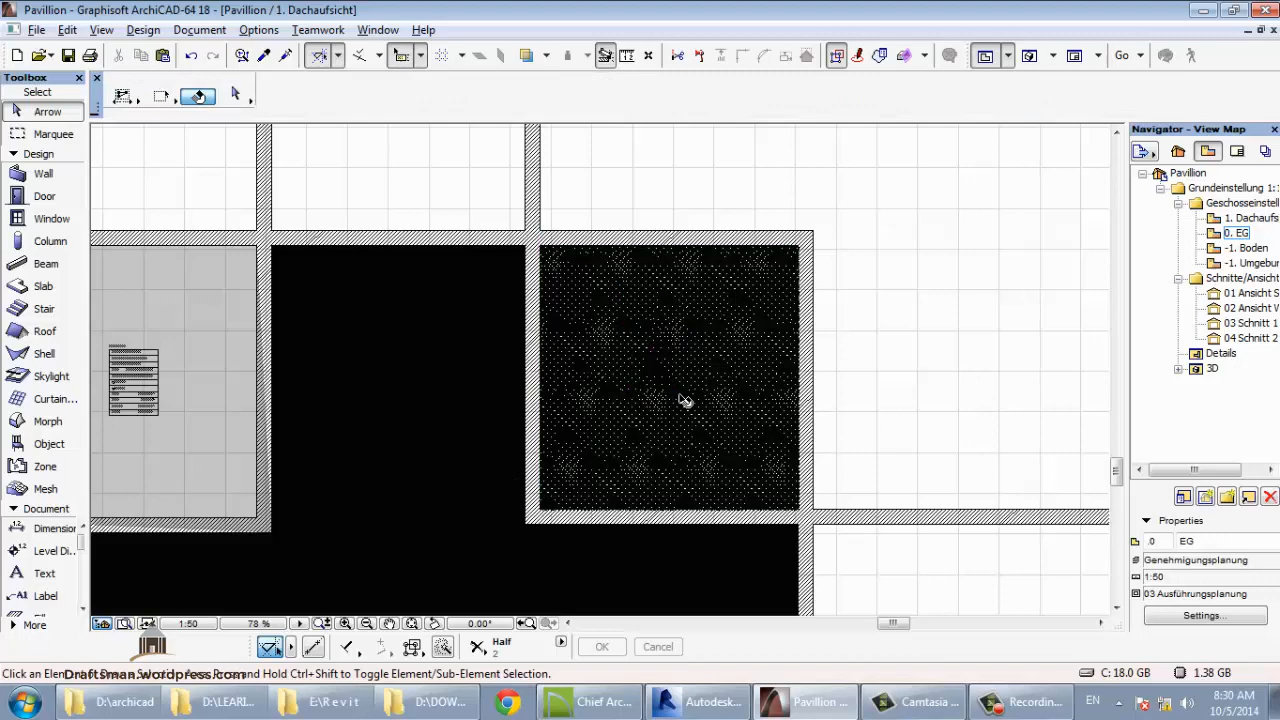 Pavillion - Graphisoft ArchiCAD-64 18 - [Pavillion / 1. Dachaufsicht]
File Edit View Design Document Options Teamwork Window Help
Go
Toolbox
Select
Arrow
Marquee
Design
Wall
Door
Window
Column
Beam
Slab
Stair
Roof
Shell
Skylight
Curtain...
Morph
Object
Zone
Mesh
Document
Dimension
Level Di...
Text
Label
More
Navigator - View Map
Pavillion
Grundeinstellung 1:
Geschosseinstell
1. Dachaufs
0. EG
-1. Boden
-1. Umgebur
Schnitte/Ansicht
01 Ansicht S
02 Ansicht W
03 Schnitt 1
04 Schnitt 2
Details
3D
Properties
.0 EG
Genehmigungsplanung
1:50
03 Ausführungsplanung
Settings...
1:50 78 % 0.00°
Half
2
OK Cancel
Draftsman.wordpress.com
C: 18.0 GB 1.38 GB
D:\archicad D:\LEARI... E:\Revit D:\DOW... Chief Arc... Autodesk... Pavillion ... Camtasia ... Recordin...
EN
8:30 AM
10/5/2014